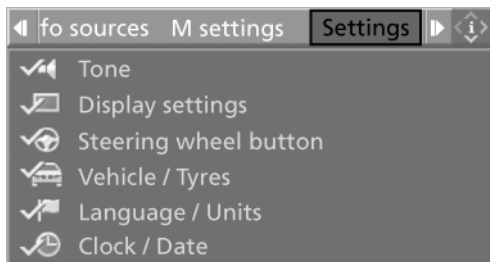 fo sources M settings Settings
Tone
Display settings
Steering wheel button
Vehicle / Tyres
Language / Units
Clock / Date